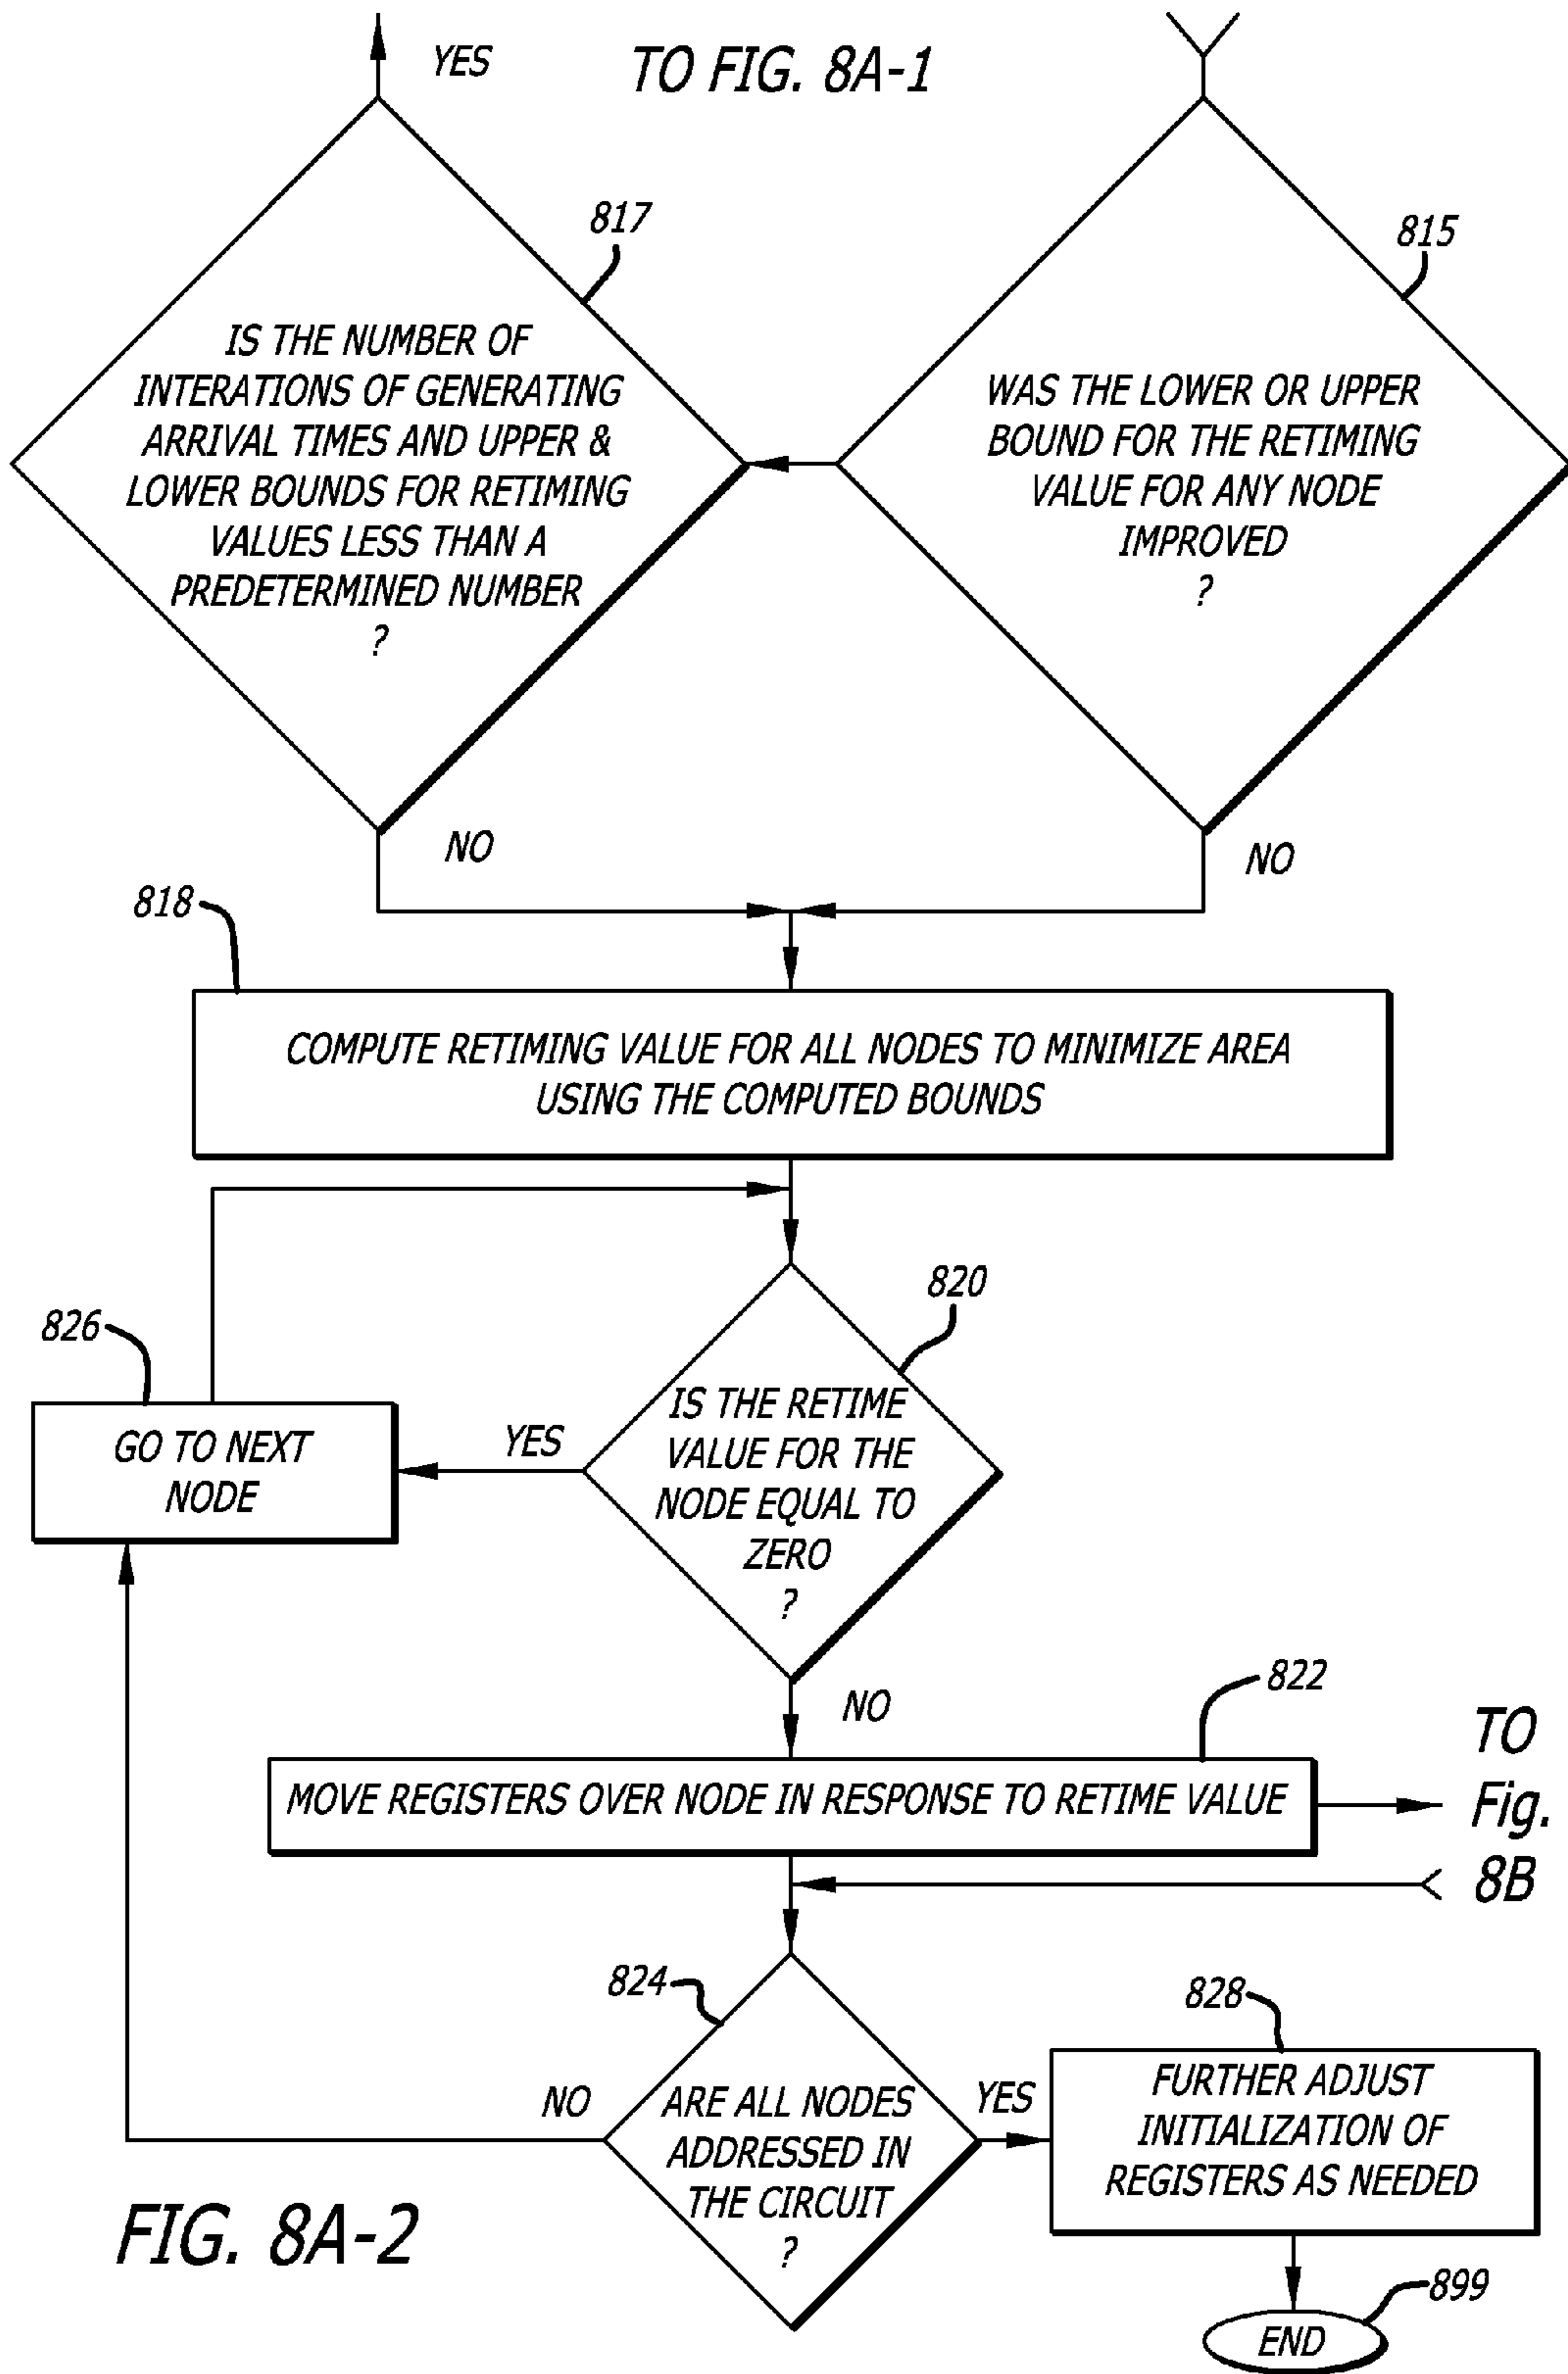 YES
TO FIG. 8A-1
817
815
IS THE NUMBER OF
INTERATIONS OF GENERATING
ARRIVAL TIMES AND UPPER &
LOWER BOUNDS FOR RETIMING
VALUES LESS THAN A
PREDETERMINED NUMBER
?
WAS THE LOWER OR UPPER
BOUND FOR THE RETIMING
VALUE FOR ANY NODE
IMPROVED
?
NO
NO
818
COMPUTE RETIMING VALUE FOR ALL NODES TO MINIMIZE AREA
USING THE COMPUTED BOUNDS
820
826
IS THE RETIME
VALUE FOR THE
NODE EQUAL TO
ZERO
?
YES
GO TO NEXT
NODE
NO
822
MOVE REGISTERS OVER NODE IN RESPONSE TO RETIME VALUE
TO
Fig.
8B
824
828
ARE ALL NODES
ADDRESSED IN
THE CIRCUIT
?
NO
YES
FURTHER ADJUST
INITIALIZATION OF
REGISTERS AS NEEDED
FIG. 8A-2
899
END